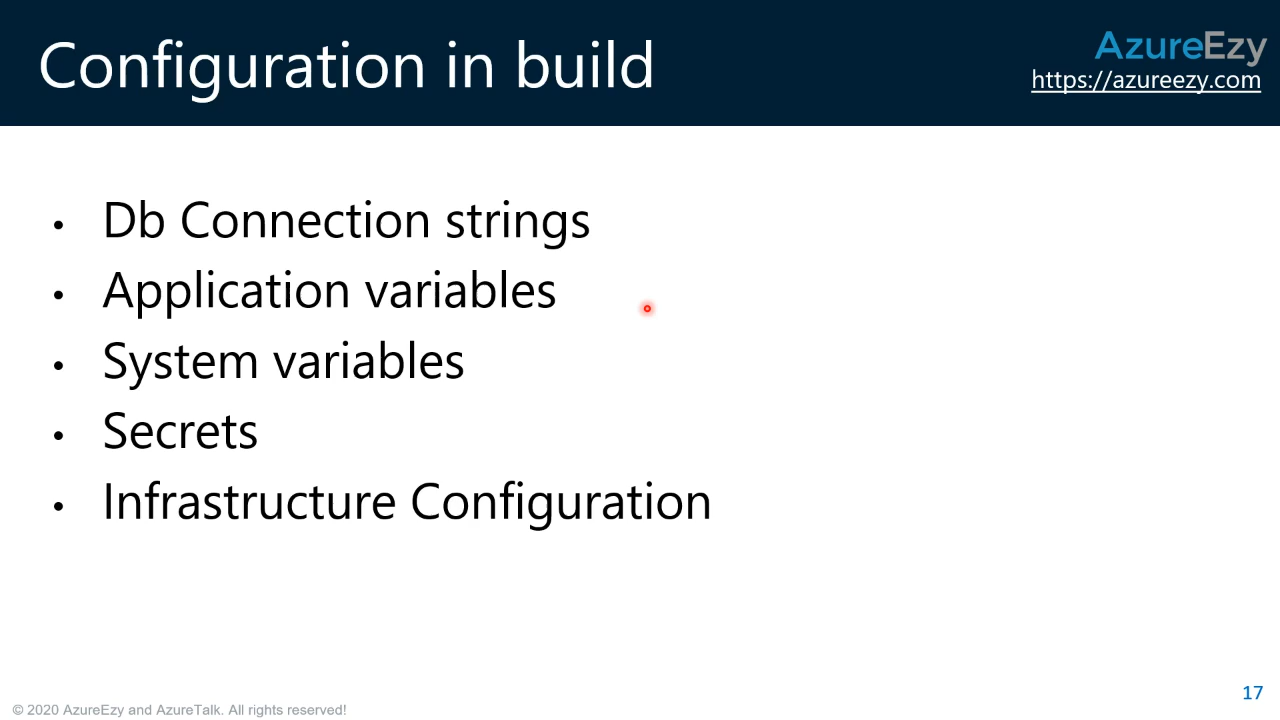 Configuration in build
AzureEzy
https://azureezy.com
• Db Connection strings
• Application variables
• System variables
• Secrets
• Infrastructure Configuration
17
© 2020 AzureEzy and AzureTalk. All rights reserved!